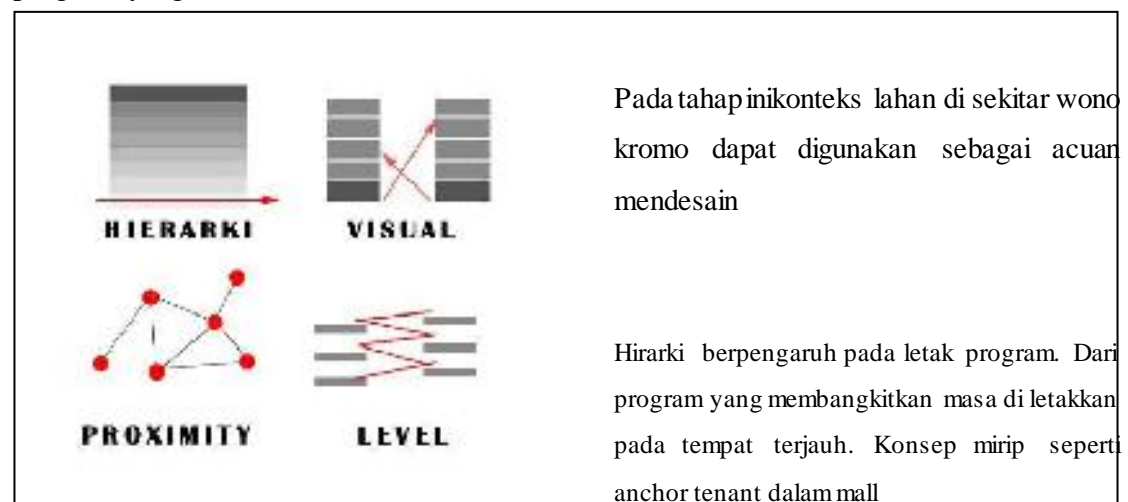 HIERARKI
VISUAL
PROXIMITY
LEVEL
Pada tahap ini konteks lahan di sekitar wono
kromo dapat digunakan sebagai acuan
mendesain
Hirarki berpengaruh pada letak program. Dari
program yang membangkitkan masa di letakkan
pada tempat terjauh. Konsep mirip seperti
anchor tenant dalam mall